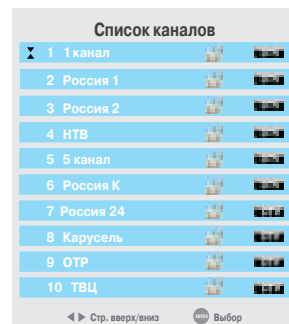 Список каналов
1 1 канал
2 Россия 1
3 Россия 2
4 НТВ
5 5 канал
6 Россия К
7 Россия 24
8 Карусель
9 ОТР
10 ТВЦ
Стр. вверх/вниз ENTER Выбор